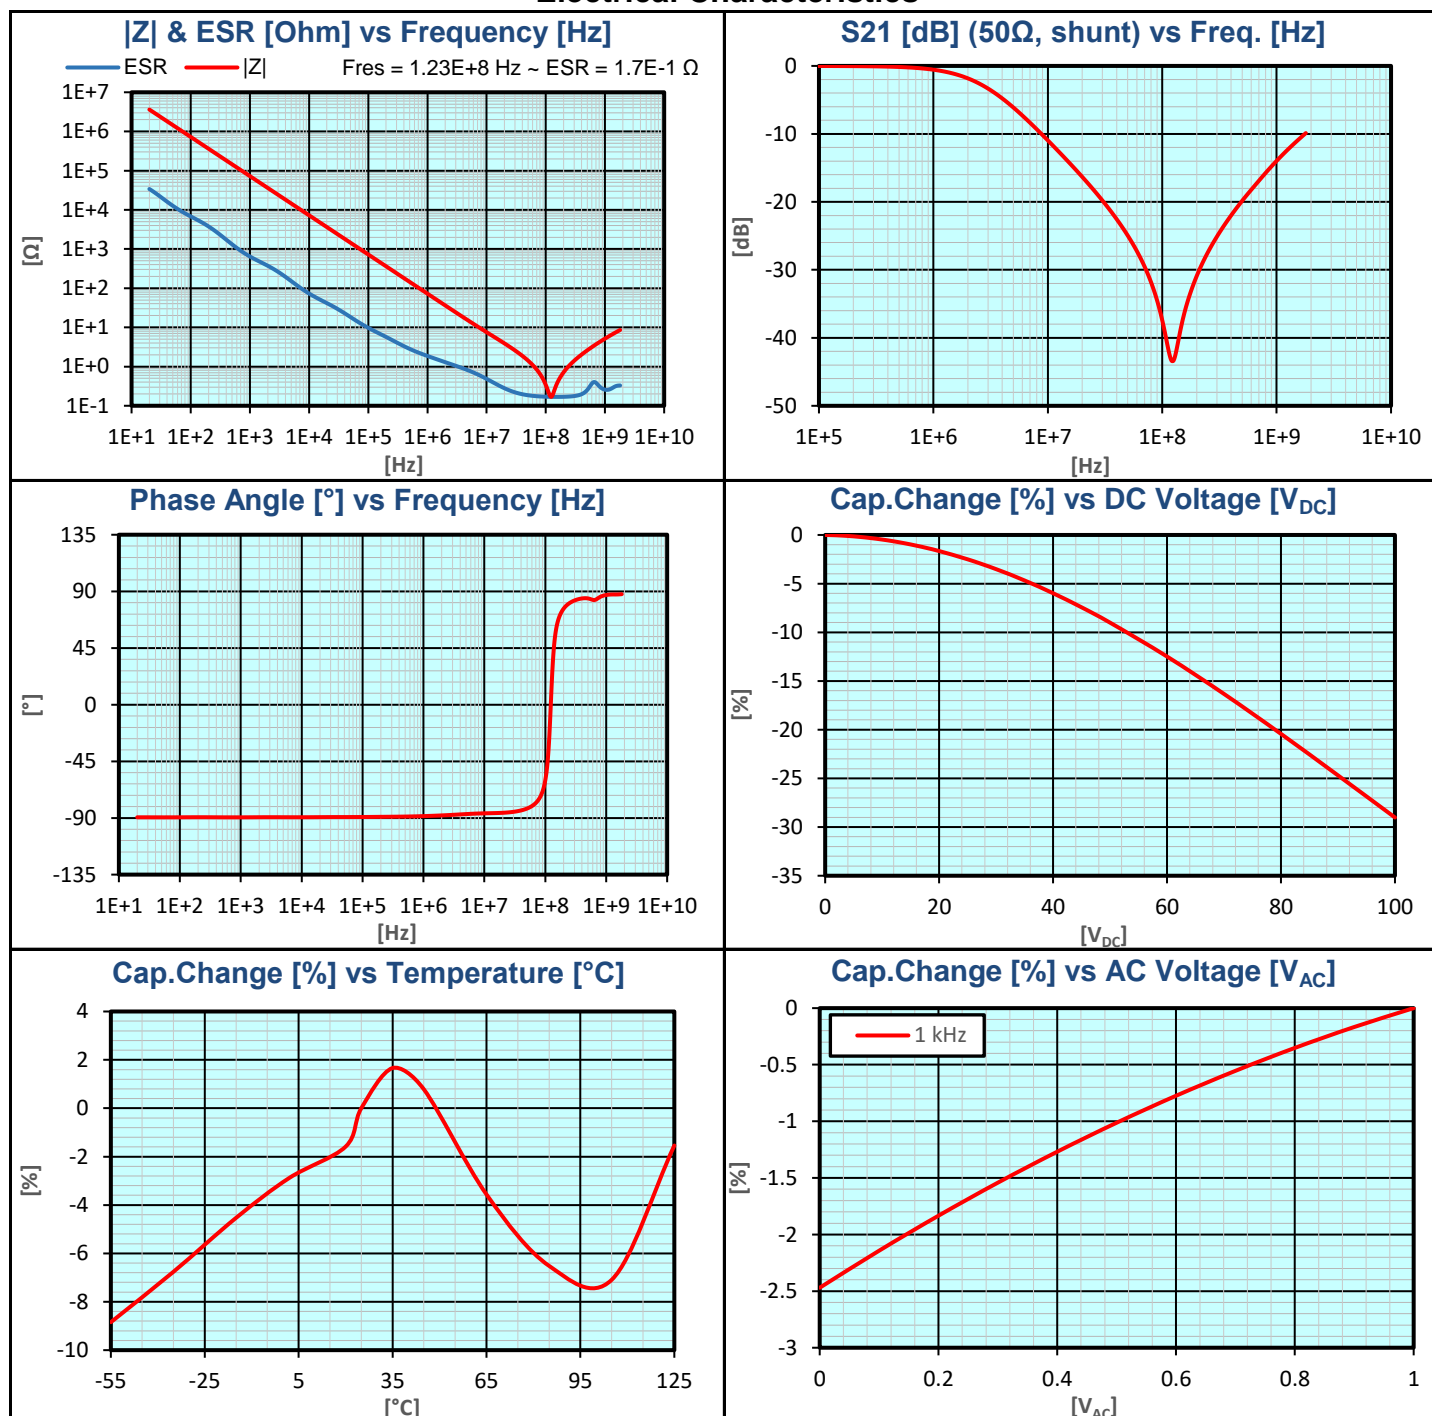 Electrical Characteristics
|Z| & ESR [Ohm] vs Frequency [Hz]
ESR |Z| Fres = 1.23E+8 Hz ~ ESR = 1.7E-1 Ω
1E+7
1E+6
1E+5
1E+4
1E+3
1E+2
1E+1
1E+0
1E-1
[Ω]
1E+1 1E+2 1E+3 1E+4 1E+5 1E+6 1E+7 1E+8 1E+9 1E+10
[Hz]
S21 [dB] (50Ω, shunt) vs Freq. [Hz]
0
-10
-20
-30
-40
-50
[dB]
1E+5 1E+6 1E+7 1E+8 1E+9 1E+10
[Hz]
Phase Angle [°] vs Frequency [Hz]
135
90
45
0
-45
-90
-135
[°]
1E+1 1E+2 1E+3 1E+4 1E+5 1E+6 1E+7 1E+8 1E+9 1E+10
[Hz]
Cap.Change [%] vs DC Voltage [VDC]
0
-5
-10
-15
-20
-25
-30
-35
[%]
0 20 40 60 80 100
[VDC]
Cap.Change [%] vs Temperature [°C]
4
2
0
-2
-4
-6
-8
-10
[%]
-55 -25 5 35 65 95 125
[°C]
Cap.Change [%] vs AC Voltage [VAC]
1 kHz
0
-0.5
-1
-1.5
-2
-2.5
-3
[%]
0 0.2 0.4 0.6 0.8 1
[VAC]